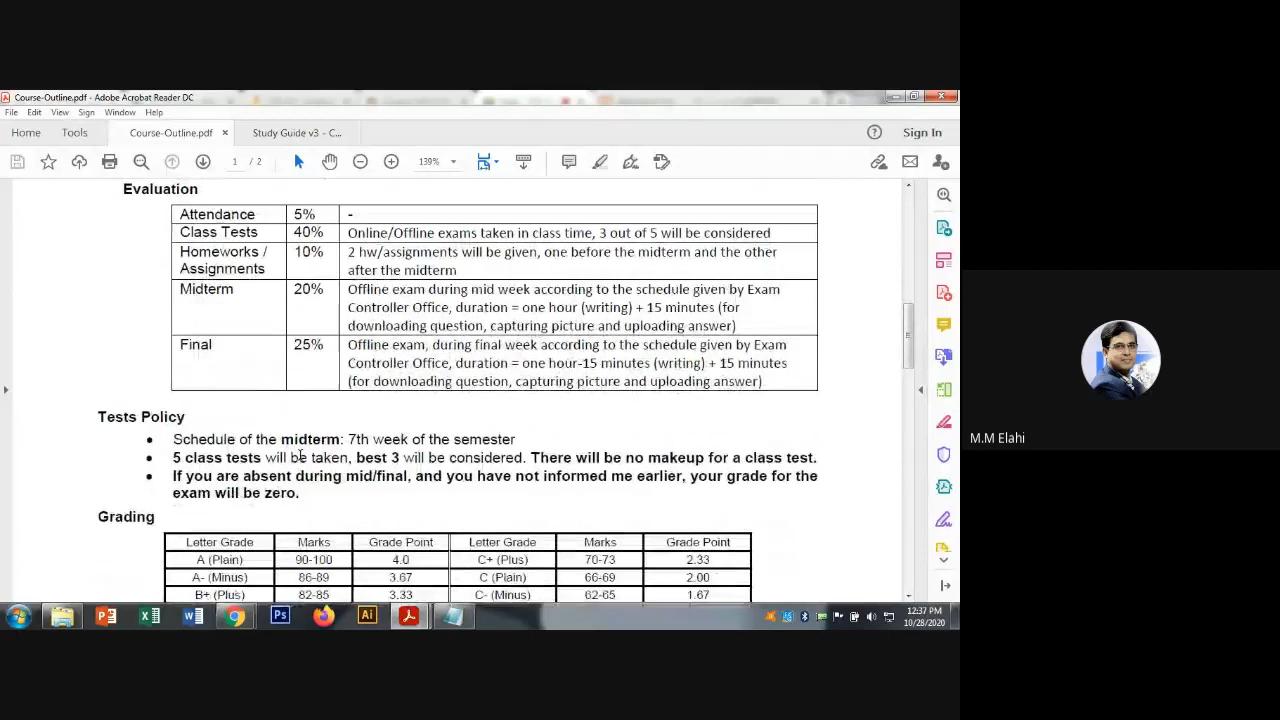 Course-Outline.pdf - Adobe Acrobat Reader DC
File Edit View Sign Window Help
Home Tools Course-Outline.pdf × Study Guide v3 - C... Sign In
1 / 2 139%
Evaluation
Attendance 5% -
Class Tests 40% Online/Offline exams taken in class time, 3 out of 5 will be considered
Homeworks / 10% 2 hw/assignments will be given, one before the midterm and the other
Assignments after the midterm
Midterm 20% Offline exam during mid week according to the schedule given by Exam
Controller Office, duration = one hour (writing) + 15 minutes (for
downloading question, capturing picture and uploading answer)
Final 25% Offline exam, during final week according to the schedule given by Exam
Controller Office, duration = one hour-15 minutes (writing) + 15 minutes
(for downloading question, capturing picture and uploading answer)
Tests Policy
• Schedule of the midterm: 7th week of the semester
• 5 class tests will be taken, best 3 will be considered. There will be no makeup for a class test.
• If you are absent during mid/final, and you have not informed me earlier, your grade for the
exam will be zero.
Grading
Letter Grade Marks Grade Point Letter Grade Marks Grade Point
A (Plain) 90-100 4.0 C+ (Plus) 70-73 2.33
A- (Minus) 86-89 3.67 C (Plain) 66-69 2.00
B+ (Plus) 82-85 3.33 C- (Minus) 62-65 1.67
Ps Ai
12:37 PM
10/28/2020
M.M Elahi